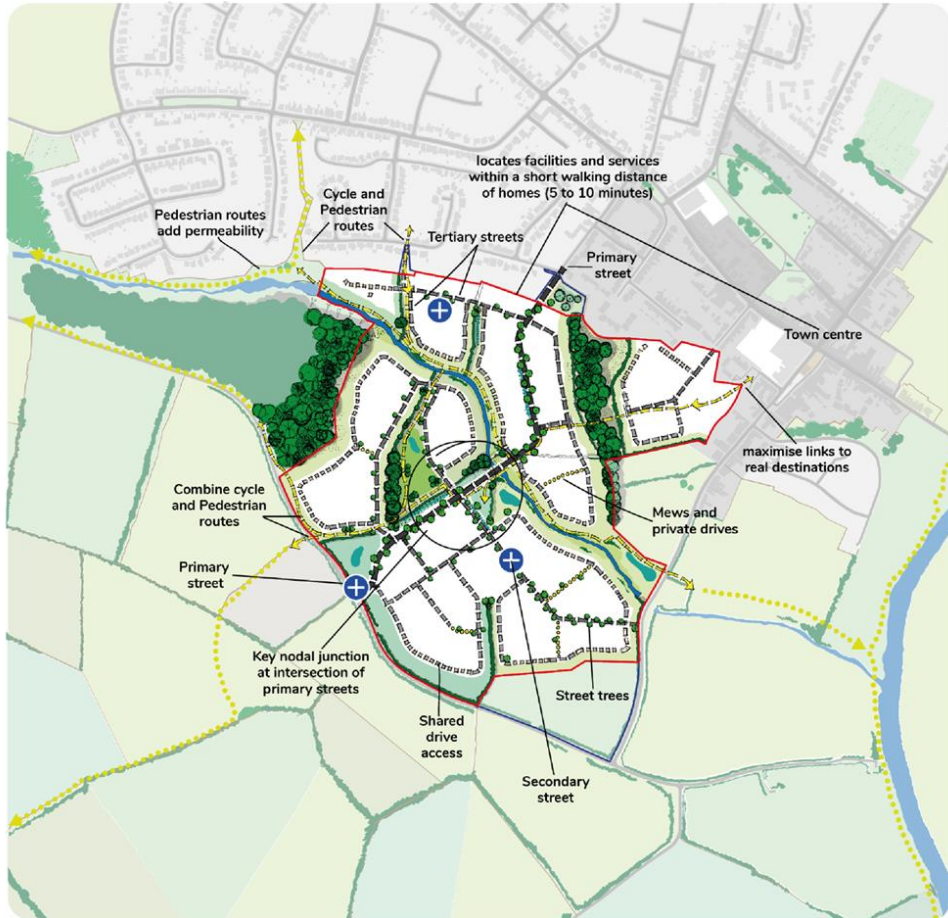 locates facilities and services
within a short walking distance
of homes (5 to 10 minutes)
Cycle and
Pedestrian
routes
Pedestrian routes
add permeability
Tertiary streets
Primary
street
Town centre
maximise links to
real destinations
Combine cycle
and Pedestrian
routes
Mews and
private drives
Primary
street
Key nodal junction
at intersection of
primary streets
Street trees
Shared
drive
access
Secondary
street